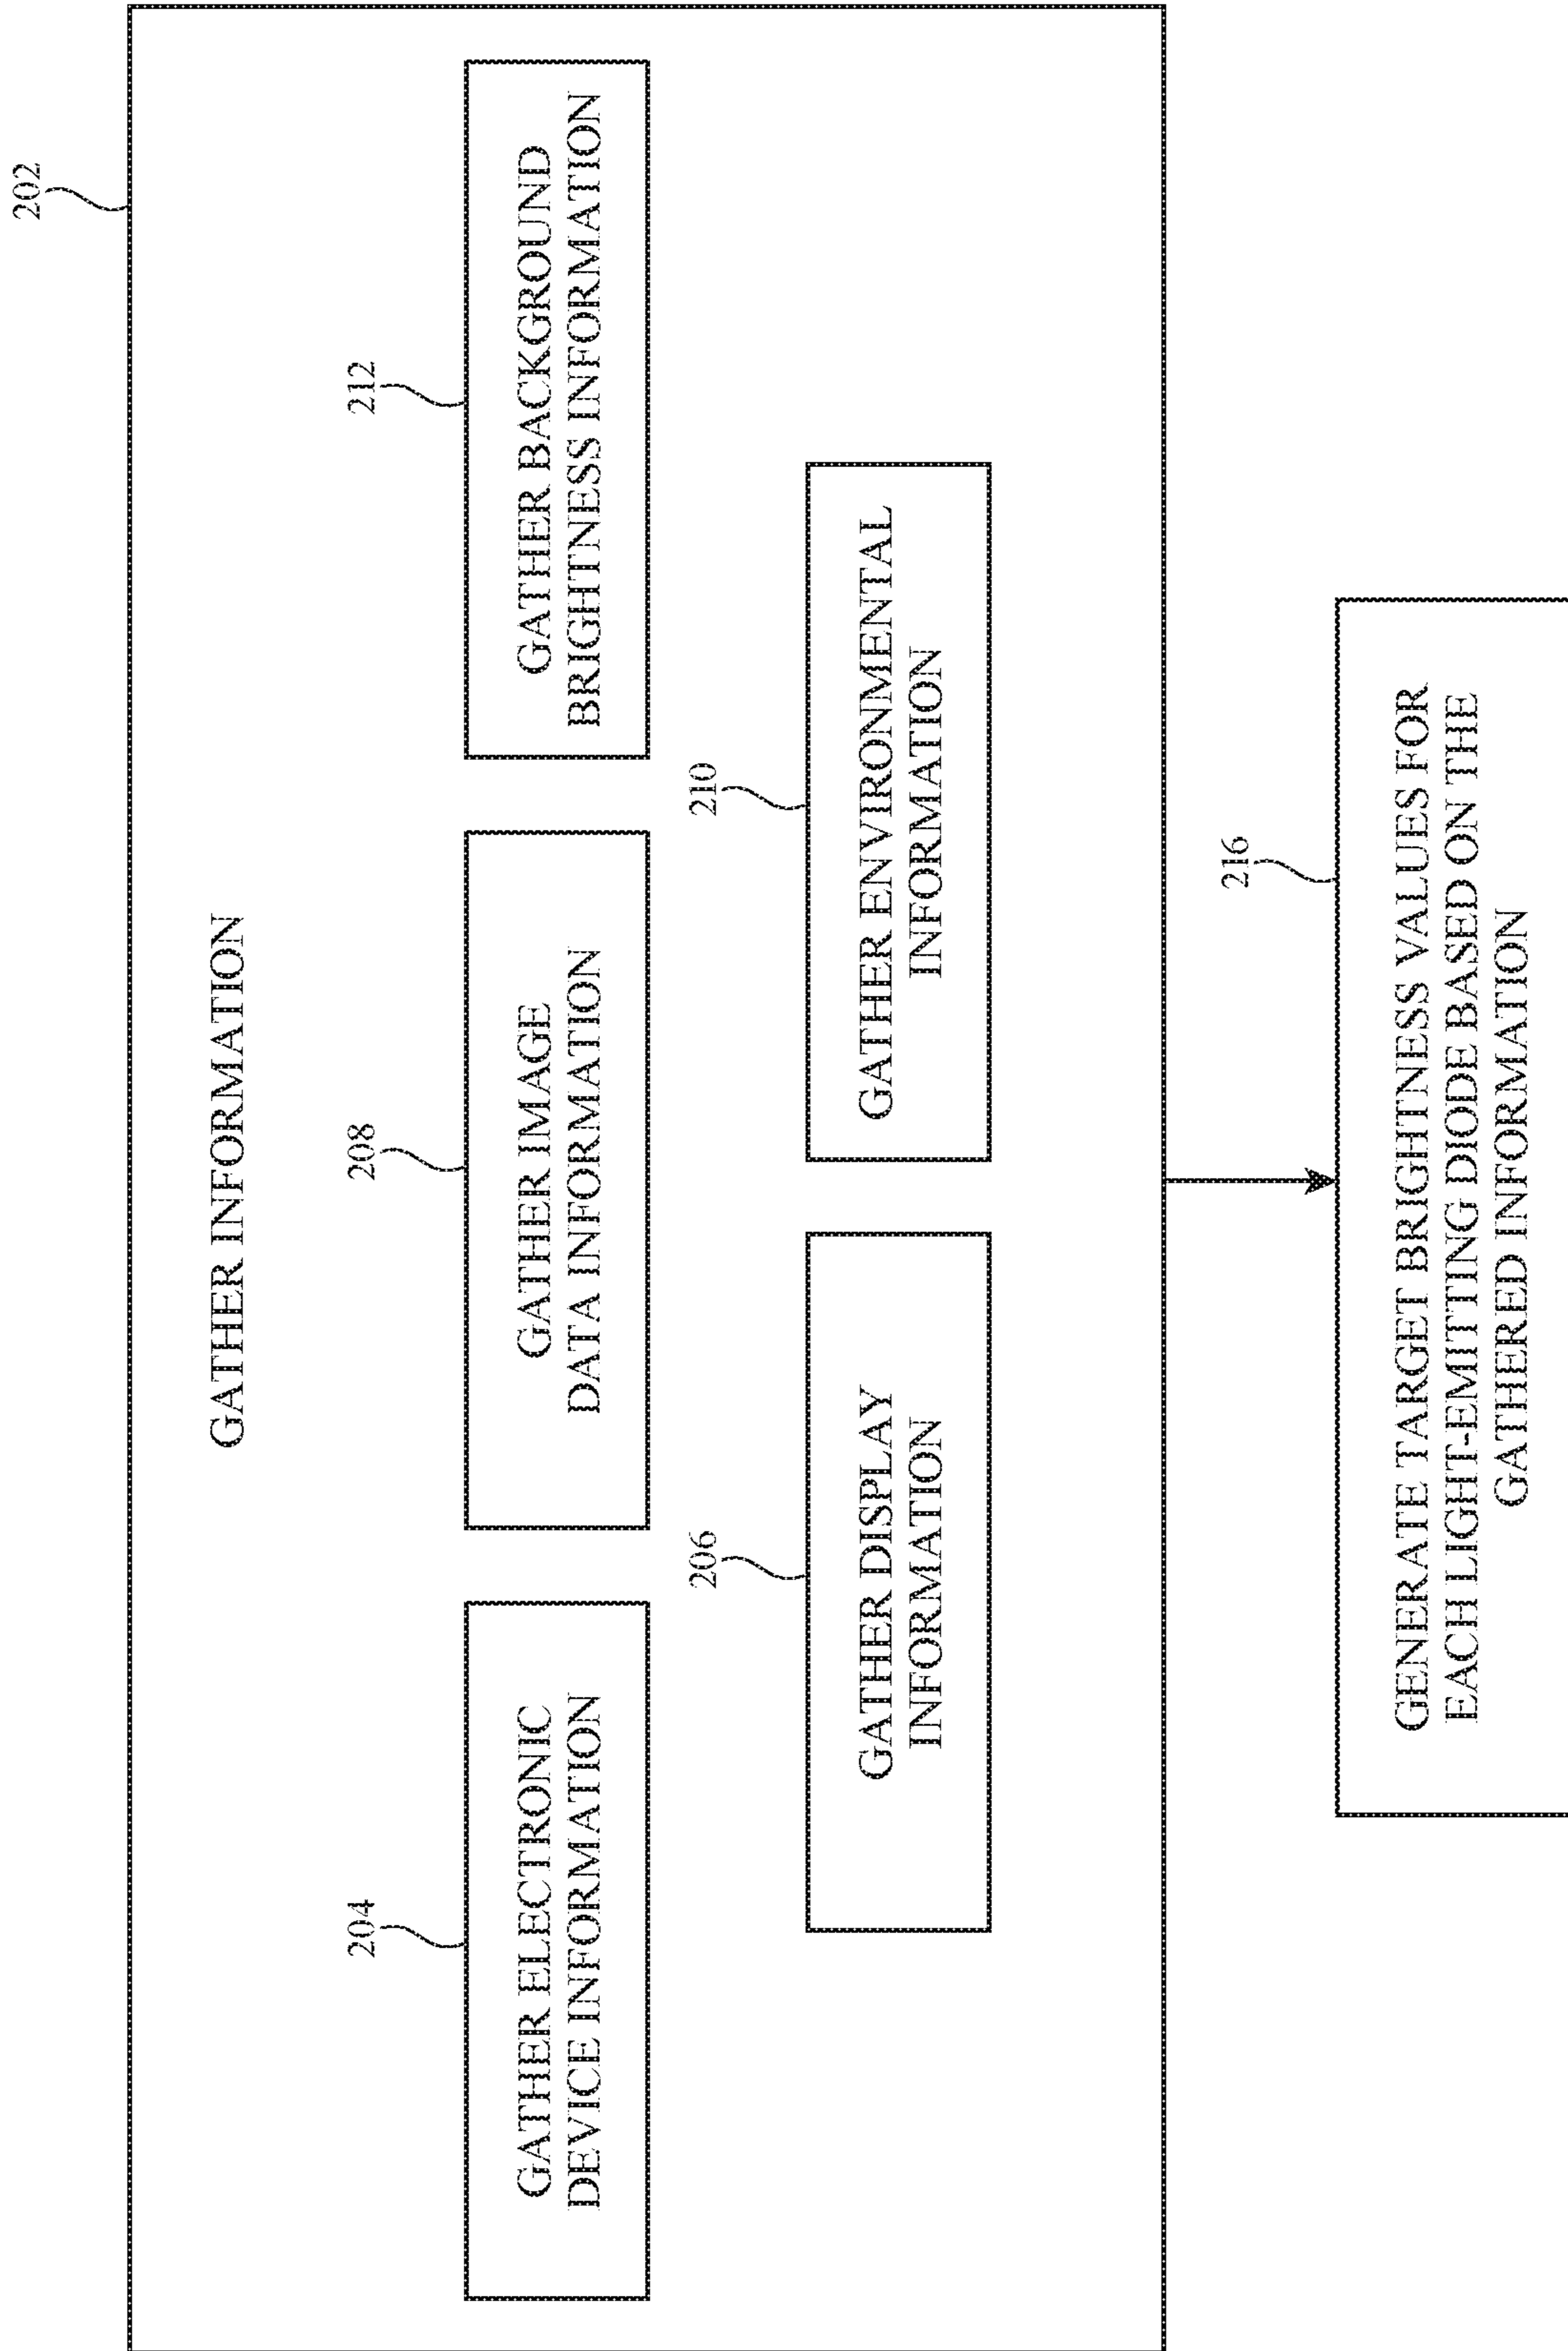 202
GATHER INFORMATION
204
GATHER ELECTRONIC
DEVICE INFORMATION
208
GATHER IMAGE
DATA INFORMATION
212
GATHER BACKGROUND
BRIGHTNESS INFORMATION
206
GATHER DISPLAY
INFORMATION
210
GATHER ENVIRONMENTAL
INFORMATION
216
GENERATE TARGET BRIGHTNESS VALUES FOR
EACH LIGHT-EMITTING DIODE BASED ON THE
GATHERED INFORMATION